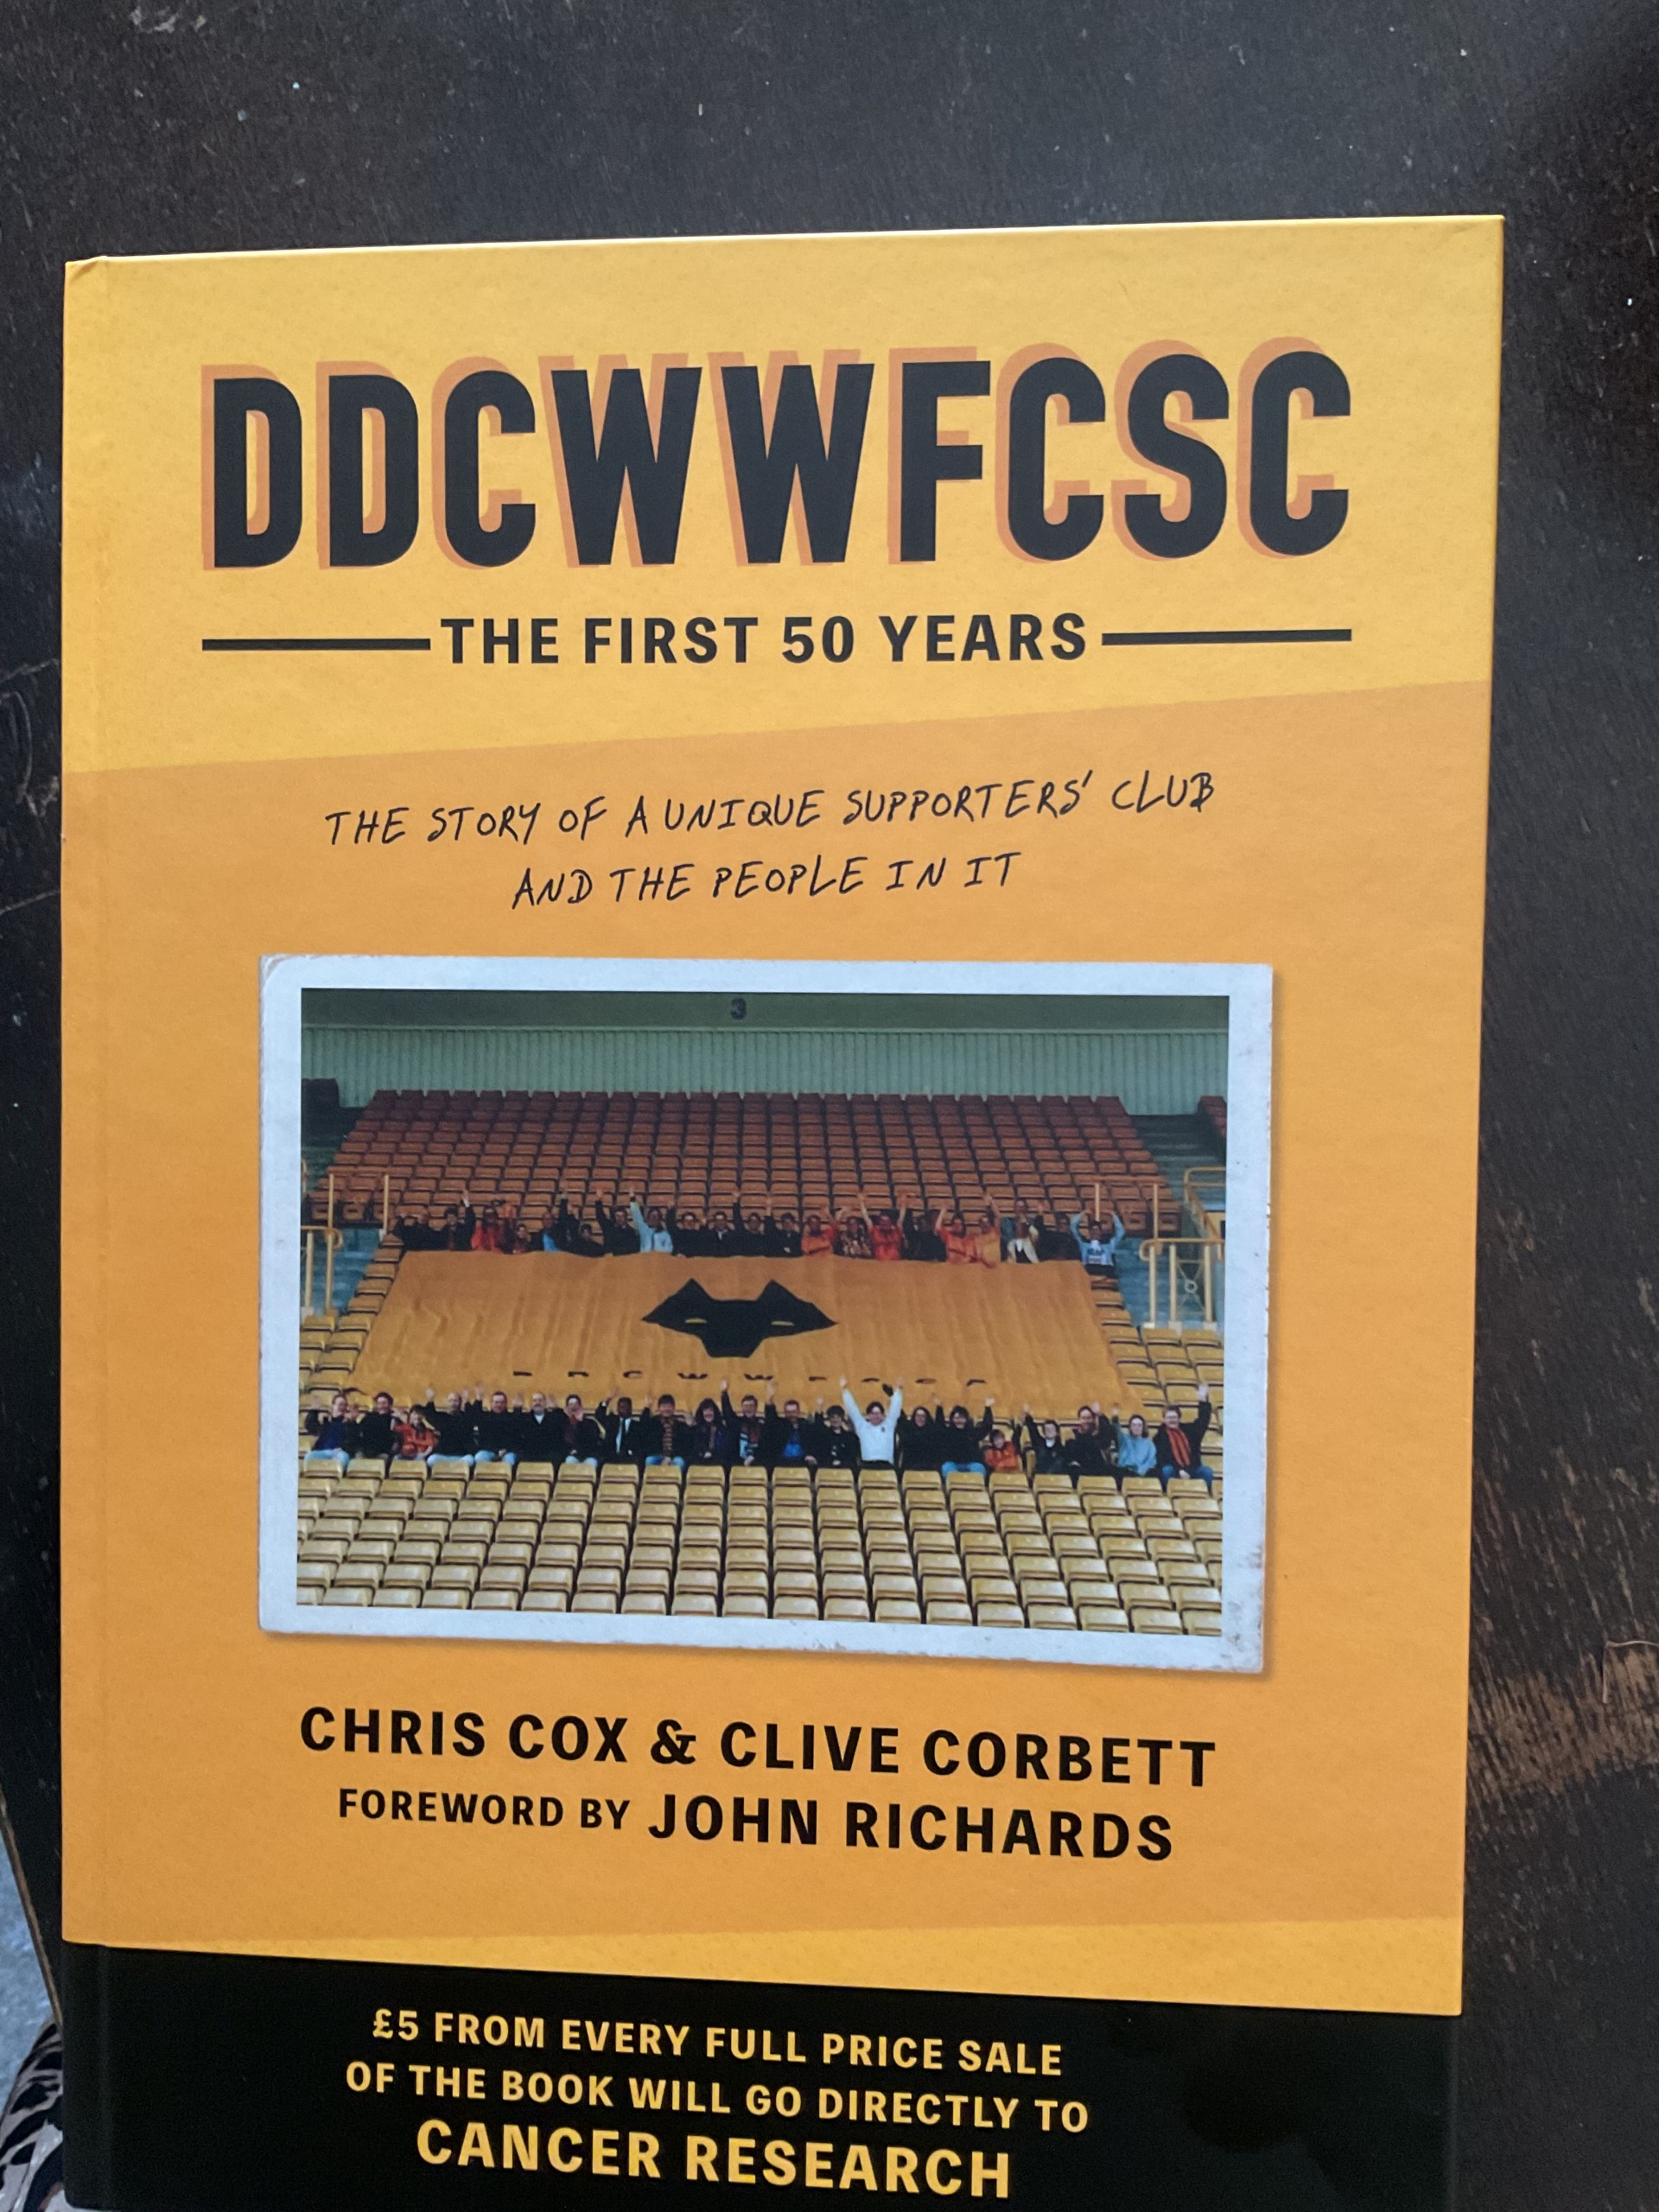 DDCWWFCSC
THE FIRST 50 YEARS
THE STORY OF A UNIQUE SUPPORTERS' CLUB
AND THE PEOPLE IN IT
3
CHRIS COX & CLIVE CORBETT
FOREWORD BY JOHN RICHARDS
£5 FROM EVERY FULL PRICE SALE
OF THE BOOK WILL GO DIRECTLY TO
CANCER RESEARCH